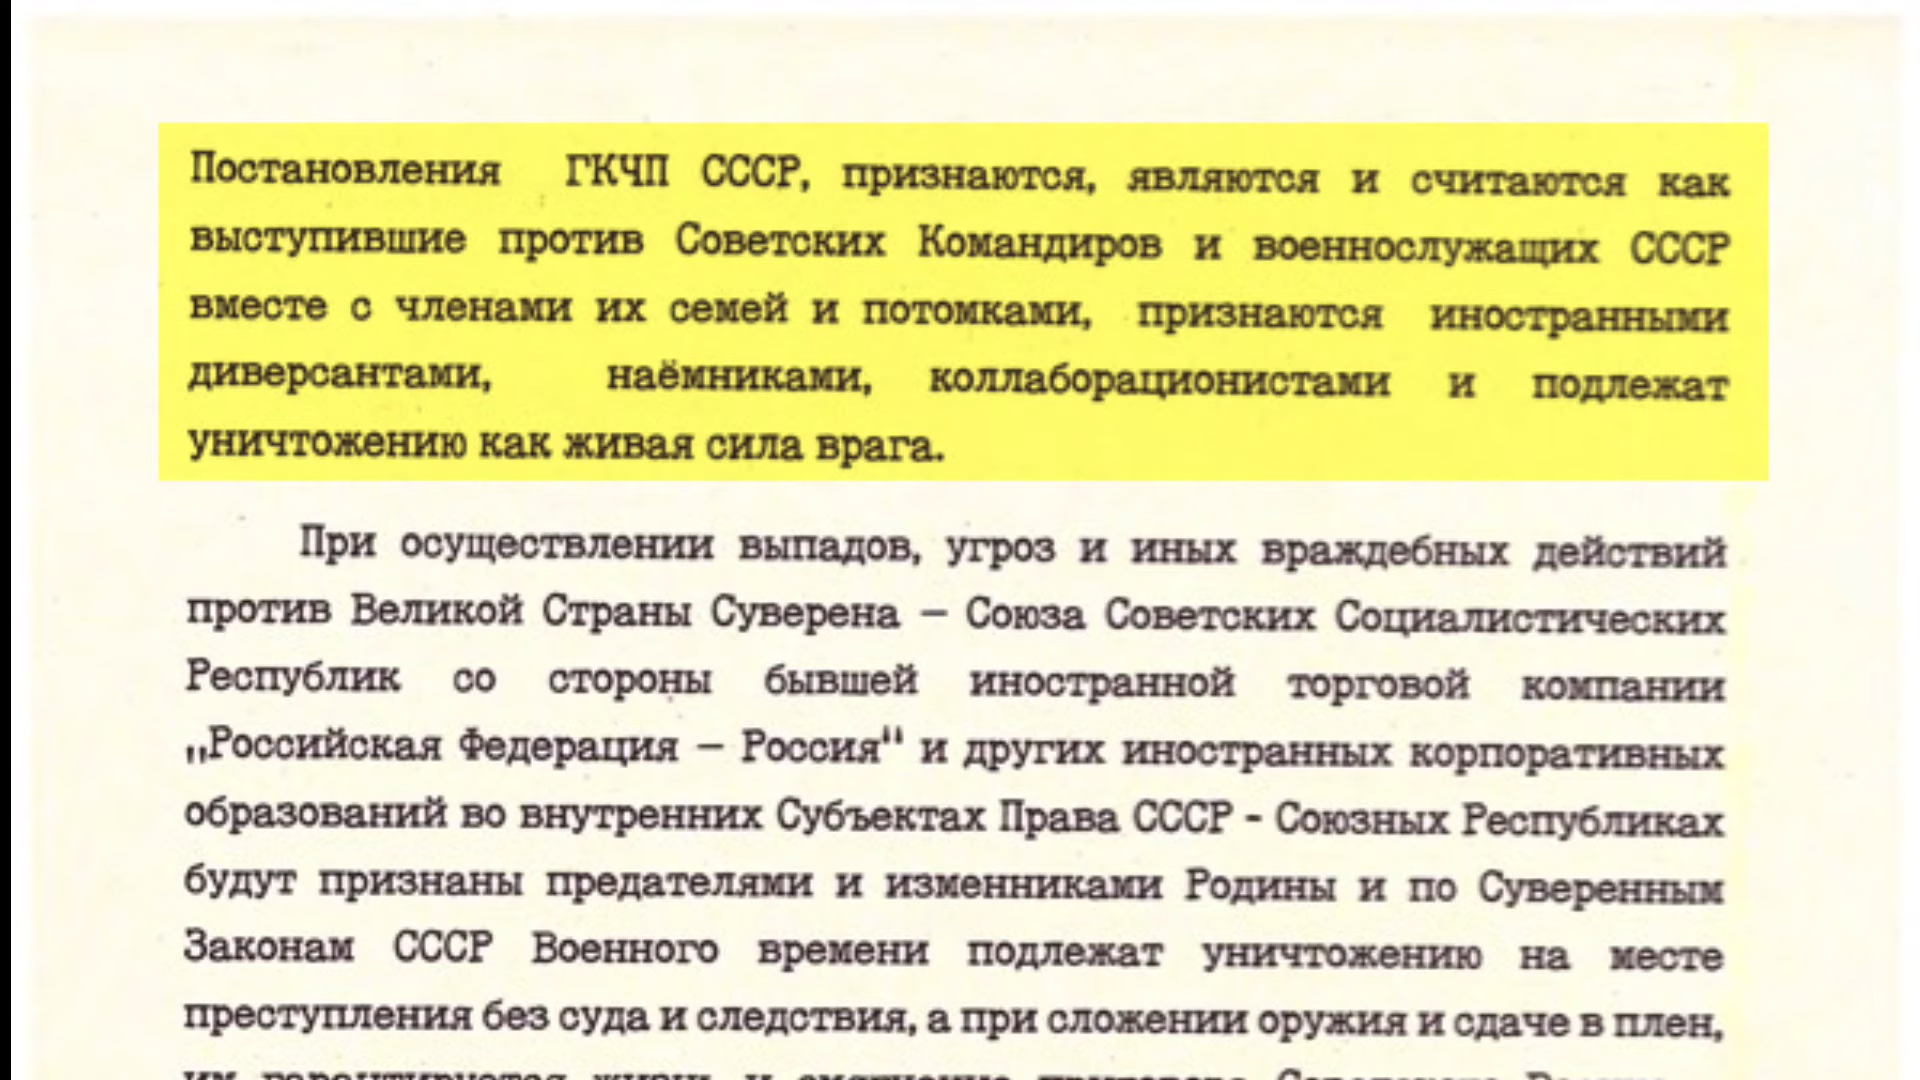 Постановления ГКЧП СССР, признаются, являются и считаются как
выступившие против Советских Командиров и военнослужащих СССР
вместе с членами их семей и потомками, признаются иностранными
диверсантами, наёмниками, коллаборационистами и подлежат
уничтожению как живая сила врага.
При осуществлении выпадов, угроз и иных враждебных действий
против Великой Страны Суверена – Союза Советских Социалистических
Республик со стороны бывшей иностранной торговой компании
„Российская Федерация – Россия“ и других иностранных корпоративных
образований во внутренних Субъектах Права СССР - Союзных Республиках
будут признаны предателями и изменниками Родины и по Суверенным
Законам СССР Военного времени подлежат уничтожению на месте
преступления без суда и следствия, а при сложении оружия и сдаче в плен,